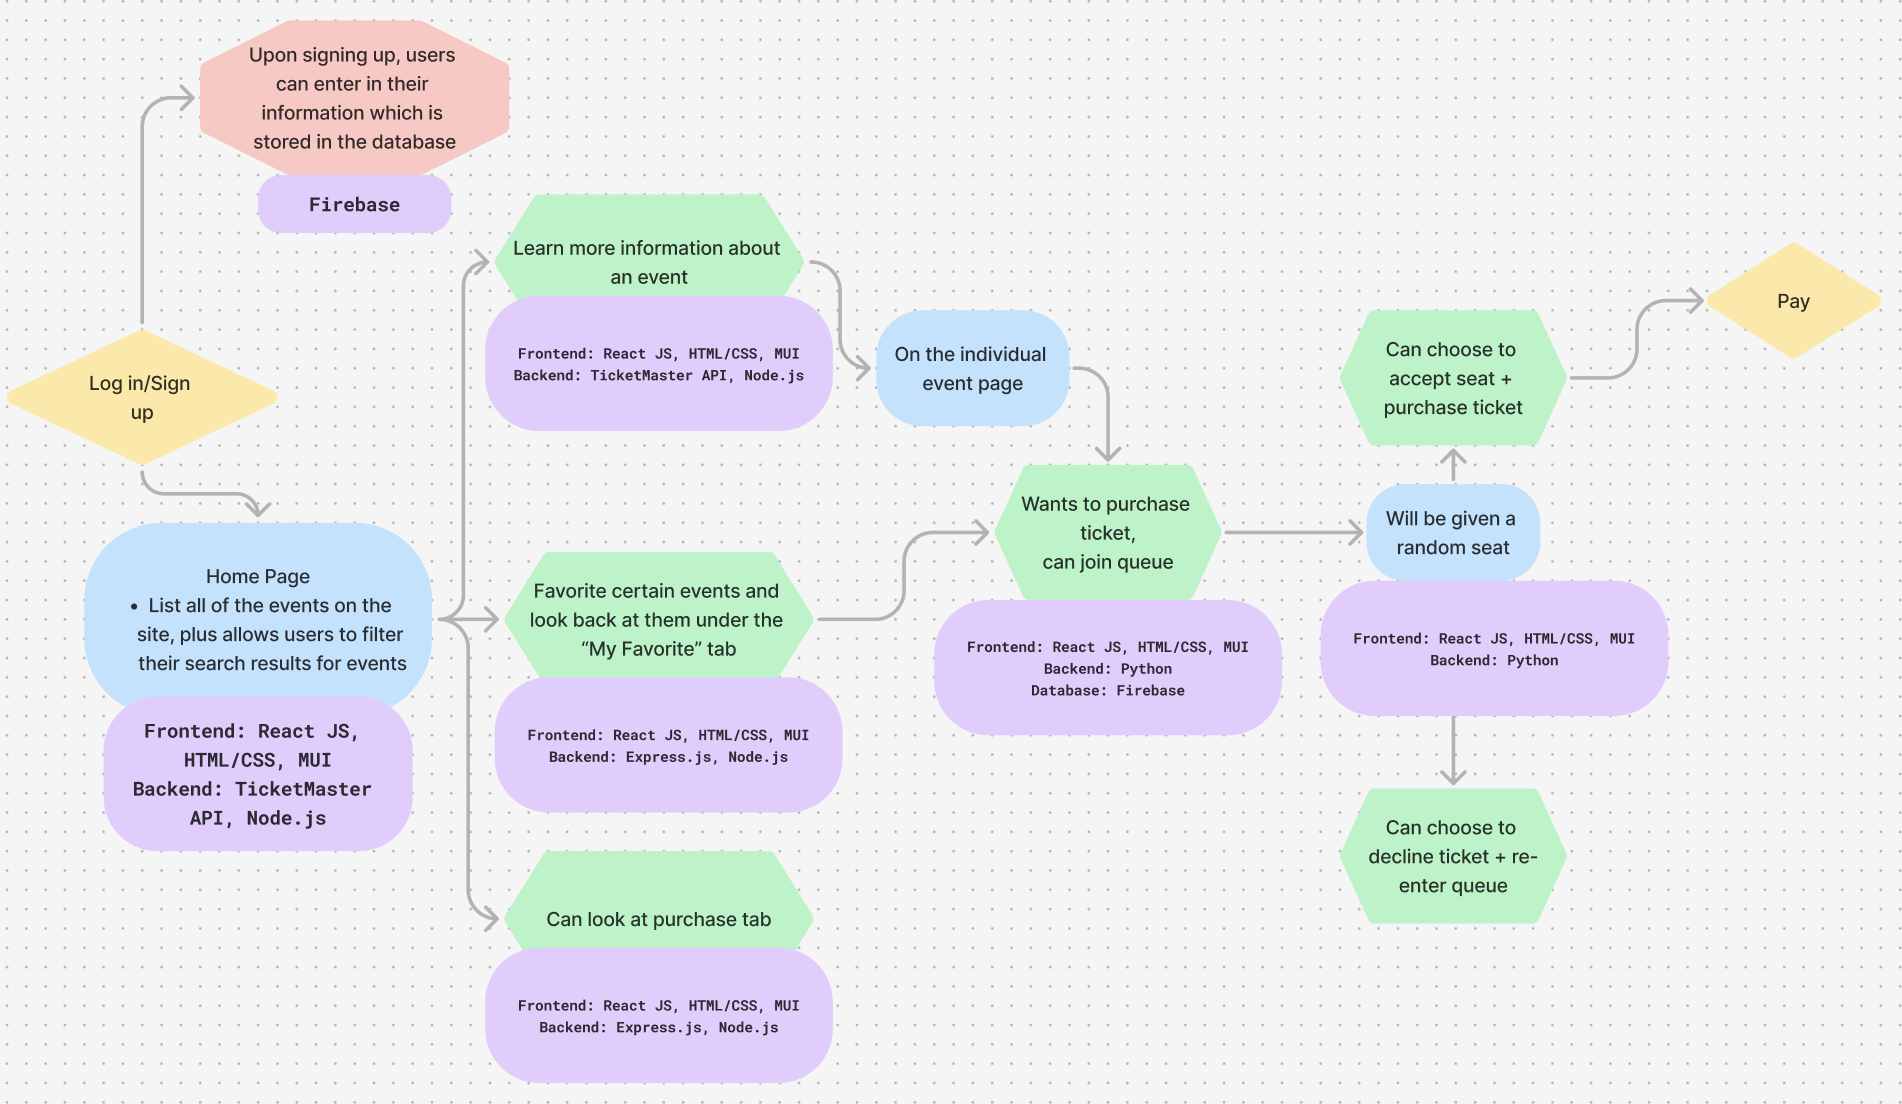 Upon signing up, users
can enter in their
information which is
stored in the database
Firebase
Log in/Sign
up
Home Page
• List all of the events on the
site, plus allows users to filter
their search results for events
Frontend: React JS,
HTML/CSS, MUI
Backend: TicketMaster
API, Node.js
Learn more information about
an event
Frontend: React JS, HTML/CSS, MUI
Backend: TicketMaster API, Node.js
On the individual
event page
Favorite certain events and
look back at them under the
“My Favorite” tab
Frontend: React JS, HTML/CSS, MUI
Backend: Express.js, Node.js
Can look at purchase tab
Frontend: React JS, HTML/CSS, MUI
Backend: Express.js, Node.js
Wants to purchase
ticket,
can join queue
Frontend: React JS, HTML/CSS, MUI
Backend: Python
Database: Firebase
Will be given a
random seat
Frontend: React JS, HTML/CSS, MUI
Backend: Python
Can choose to
accept seat +
purchase ticket
Pay
Can choose to
decline ticket + re-
enter queue